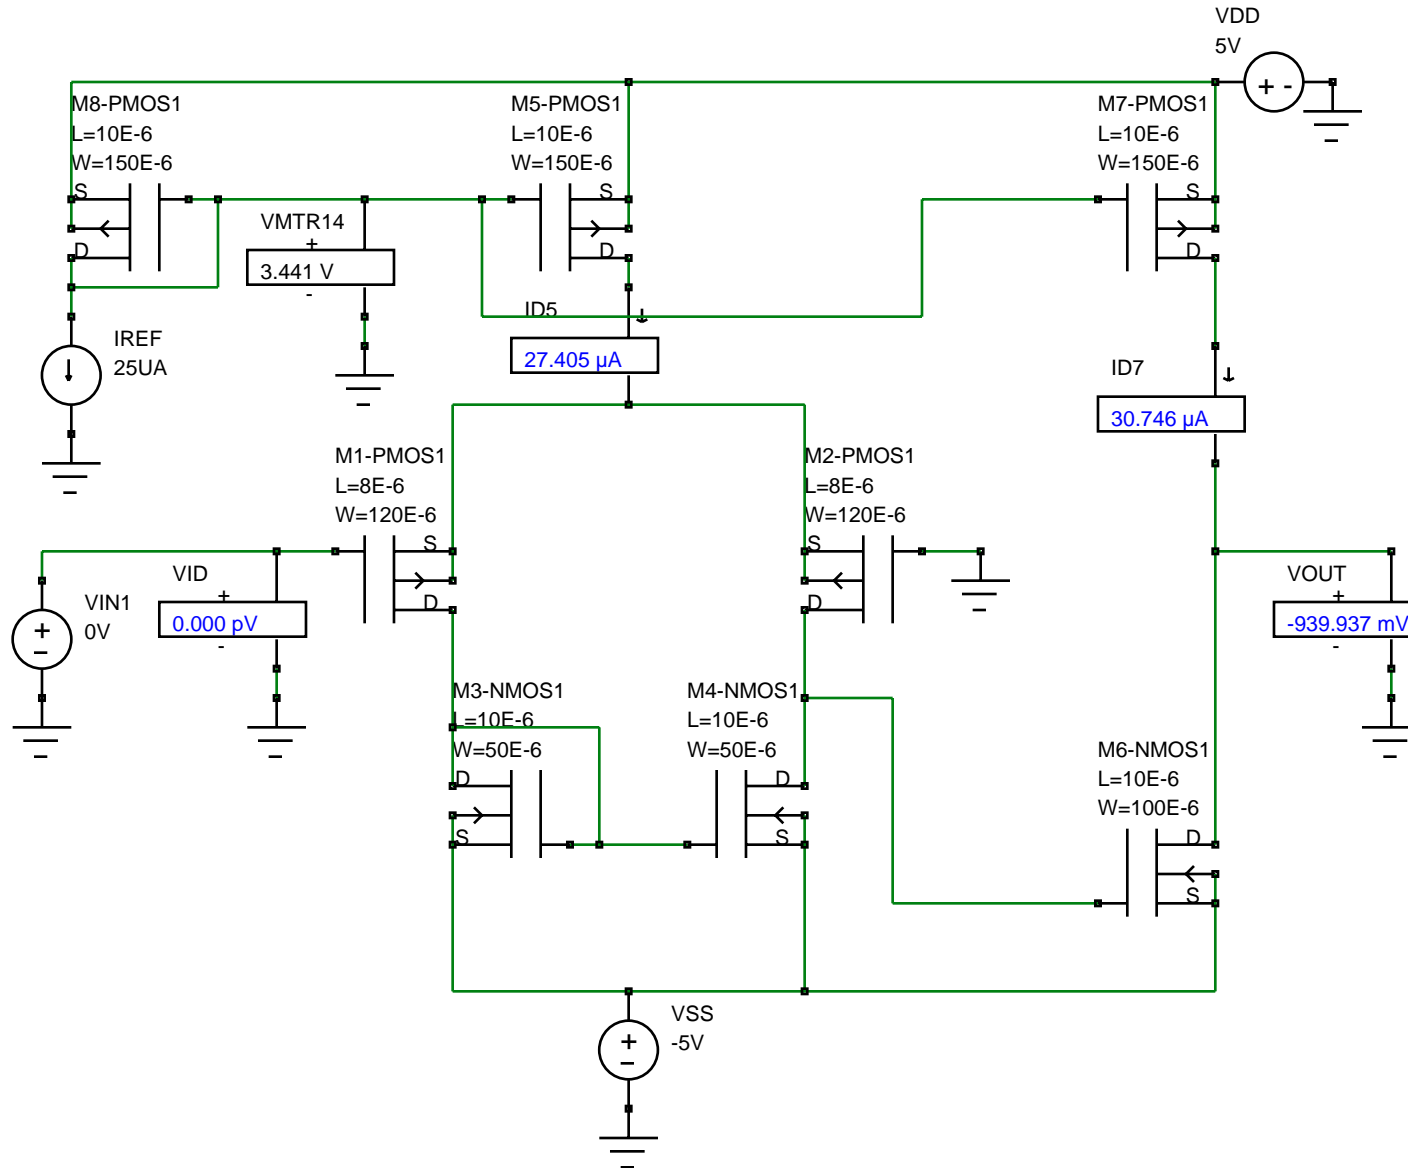 VDD
5V
+ -
M8-PMOS1
L=10E-6
W=150E-6
S
D
M5-PMOS1
L=10E-6
W=150E-6
S
D
M7-PMOS1
L=10E-6
W=150E-6
S
D
VMTR14
+
3.441 V
-
IREF
25UA
ID5
27.405 µA
ID7
30.746 µA
M1-PMOS1
L=8E-6
W=120E-6
S
D
M2-PMOS1
L=8E-6
W=120E-6
S
D
VIN1
0V
+
−
VID
+
0.000 pV
-
VOUT
+
-939.937 mV
-
M3-NMOS1
L=10E-6
W=50E-6
D
S
M4-NMOS1
L=10E-6
W=50E-6
D
S
M6-NMOS1
L=10E-6
W=100E-6
D
S
VSS
-5V
+
−